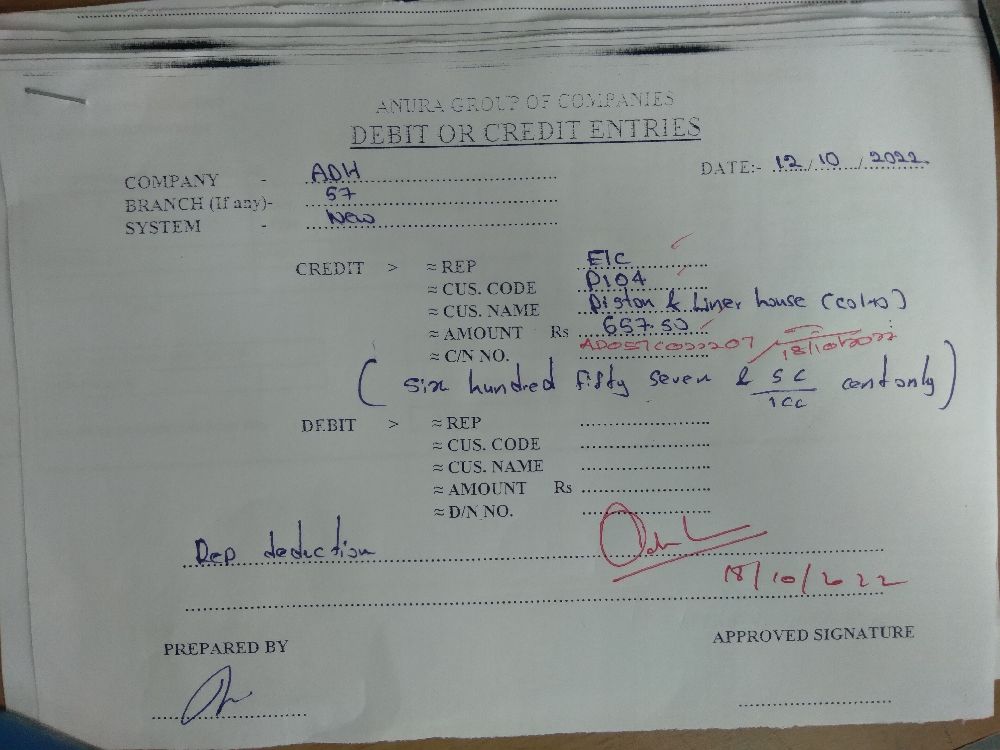 ANURA GROUP OF COMPANIES
DEBIT OR CREDIT ENTRIES
DATE:- 12/10/2022
COMPANY - ADH
BRANCH (If any)- 57
SYSTEM - New
CREDIT > ≈ REP EIC
≈ CUS. CODE P104
≈ CUS. NAME Piston & Liner house (col-10)
≈ AMOUNT Rs 657.50
≈ C/N NO. AD057C022207 18/10/2022
(Six hundred fifty seven & 50/100 cent only)
DEBIT > ≈ REP
≈ CUS. CODE
≈ CUS. NAME
≈ AMOUNT Rs
≈ D/N NO.
Rep deduction
18/10/2022
PREPARED BY
APPROVED SIGNATURE